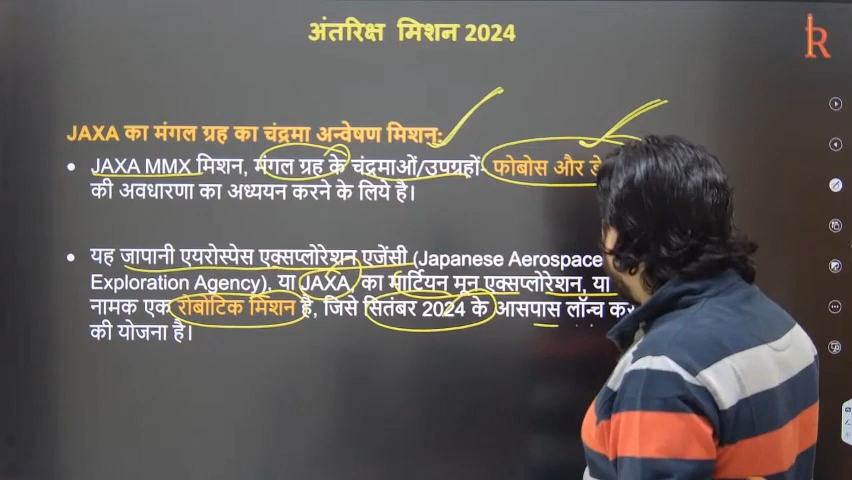 अंतरिक्ष मिशन 2024
R
JAXA का मंगल ग्रह का चंद्रमा अन्वेषण मिशन:
• JAXA MMX मिशन, मंगल ग्रह के चंद्रमाओं/उपग्रहों- फोबोस और
की अवधारणा का अध्ययन करने के लिये है।
• यह जापानी एयरोस्पेस एक्सप्लोरेशन एजेंसी (Japanese Aerospace
Exploration Agency), या JAXA, का मार्टियन मून एक्सप्लोरेशन, या
नामक एक रोबोटिक मिशन है, जिसे सितंबर 2024 के आसपास लॉन्च
की योजना है।